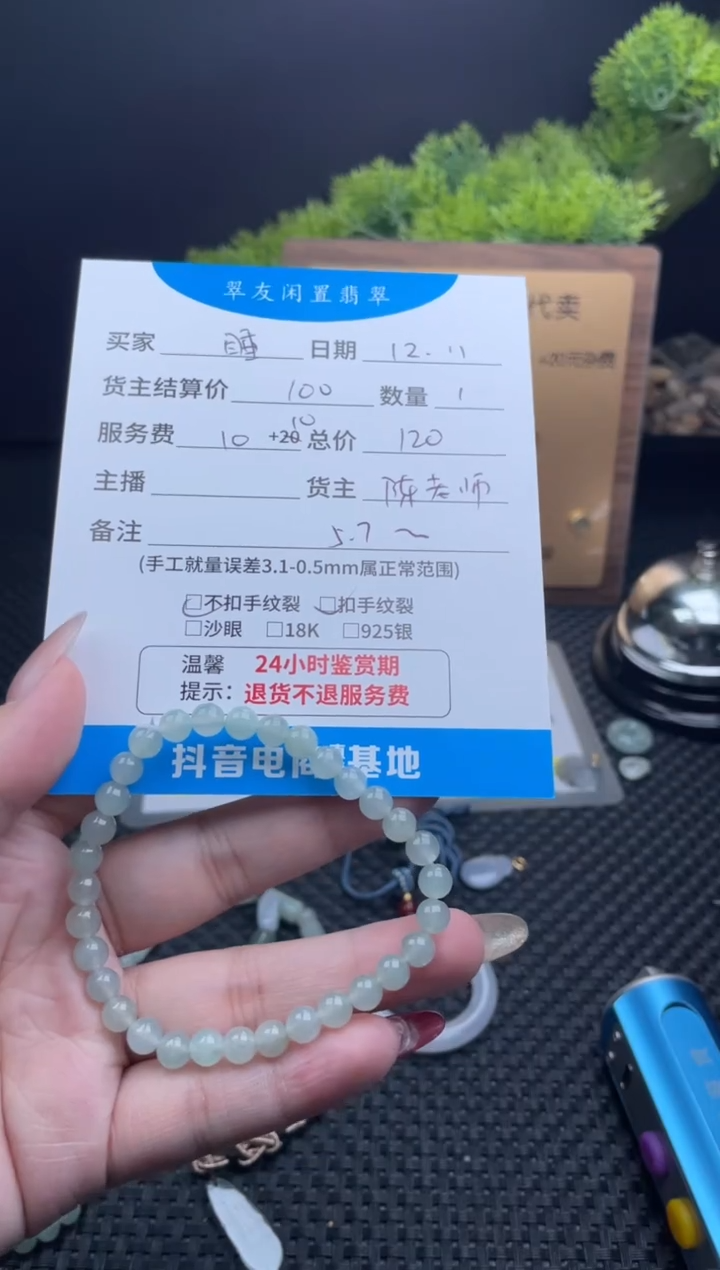 翠友闲置翡翠
买家 瞳 日期 12.11
货主结算价 100 数量 1
服务费 10 +20 10 总价 120
主播 货主 陈老师
备注 5.7~
(手工就量误差3.1-0.5mm属正常范围)
□不扣手纹裂 □扣手纹裂
□沙眼 □18K □925银
温馨 24小时鉴赏期
提示：退货不退服务费
抖音电商 基地
代卖